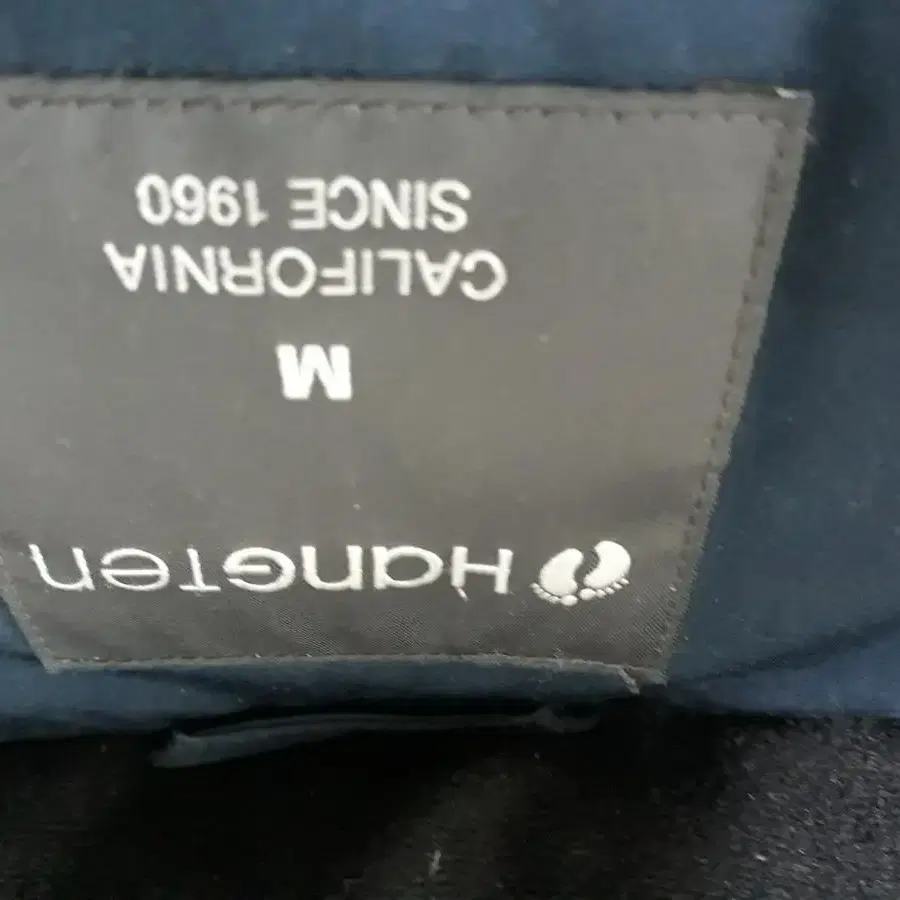 HANGTEN
M
CALIFORNIA
SINCE 1960